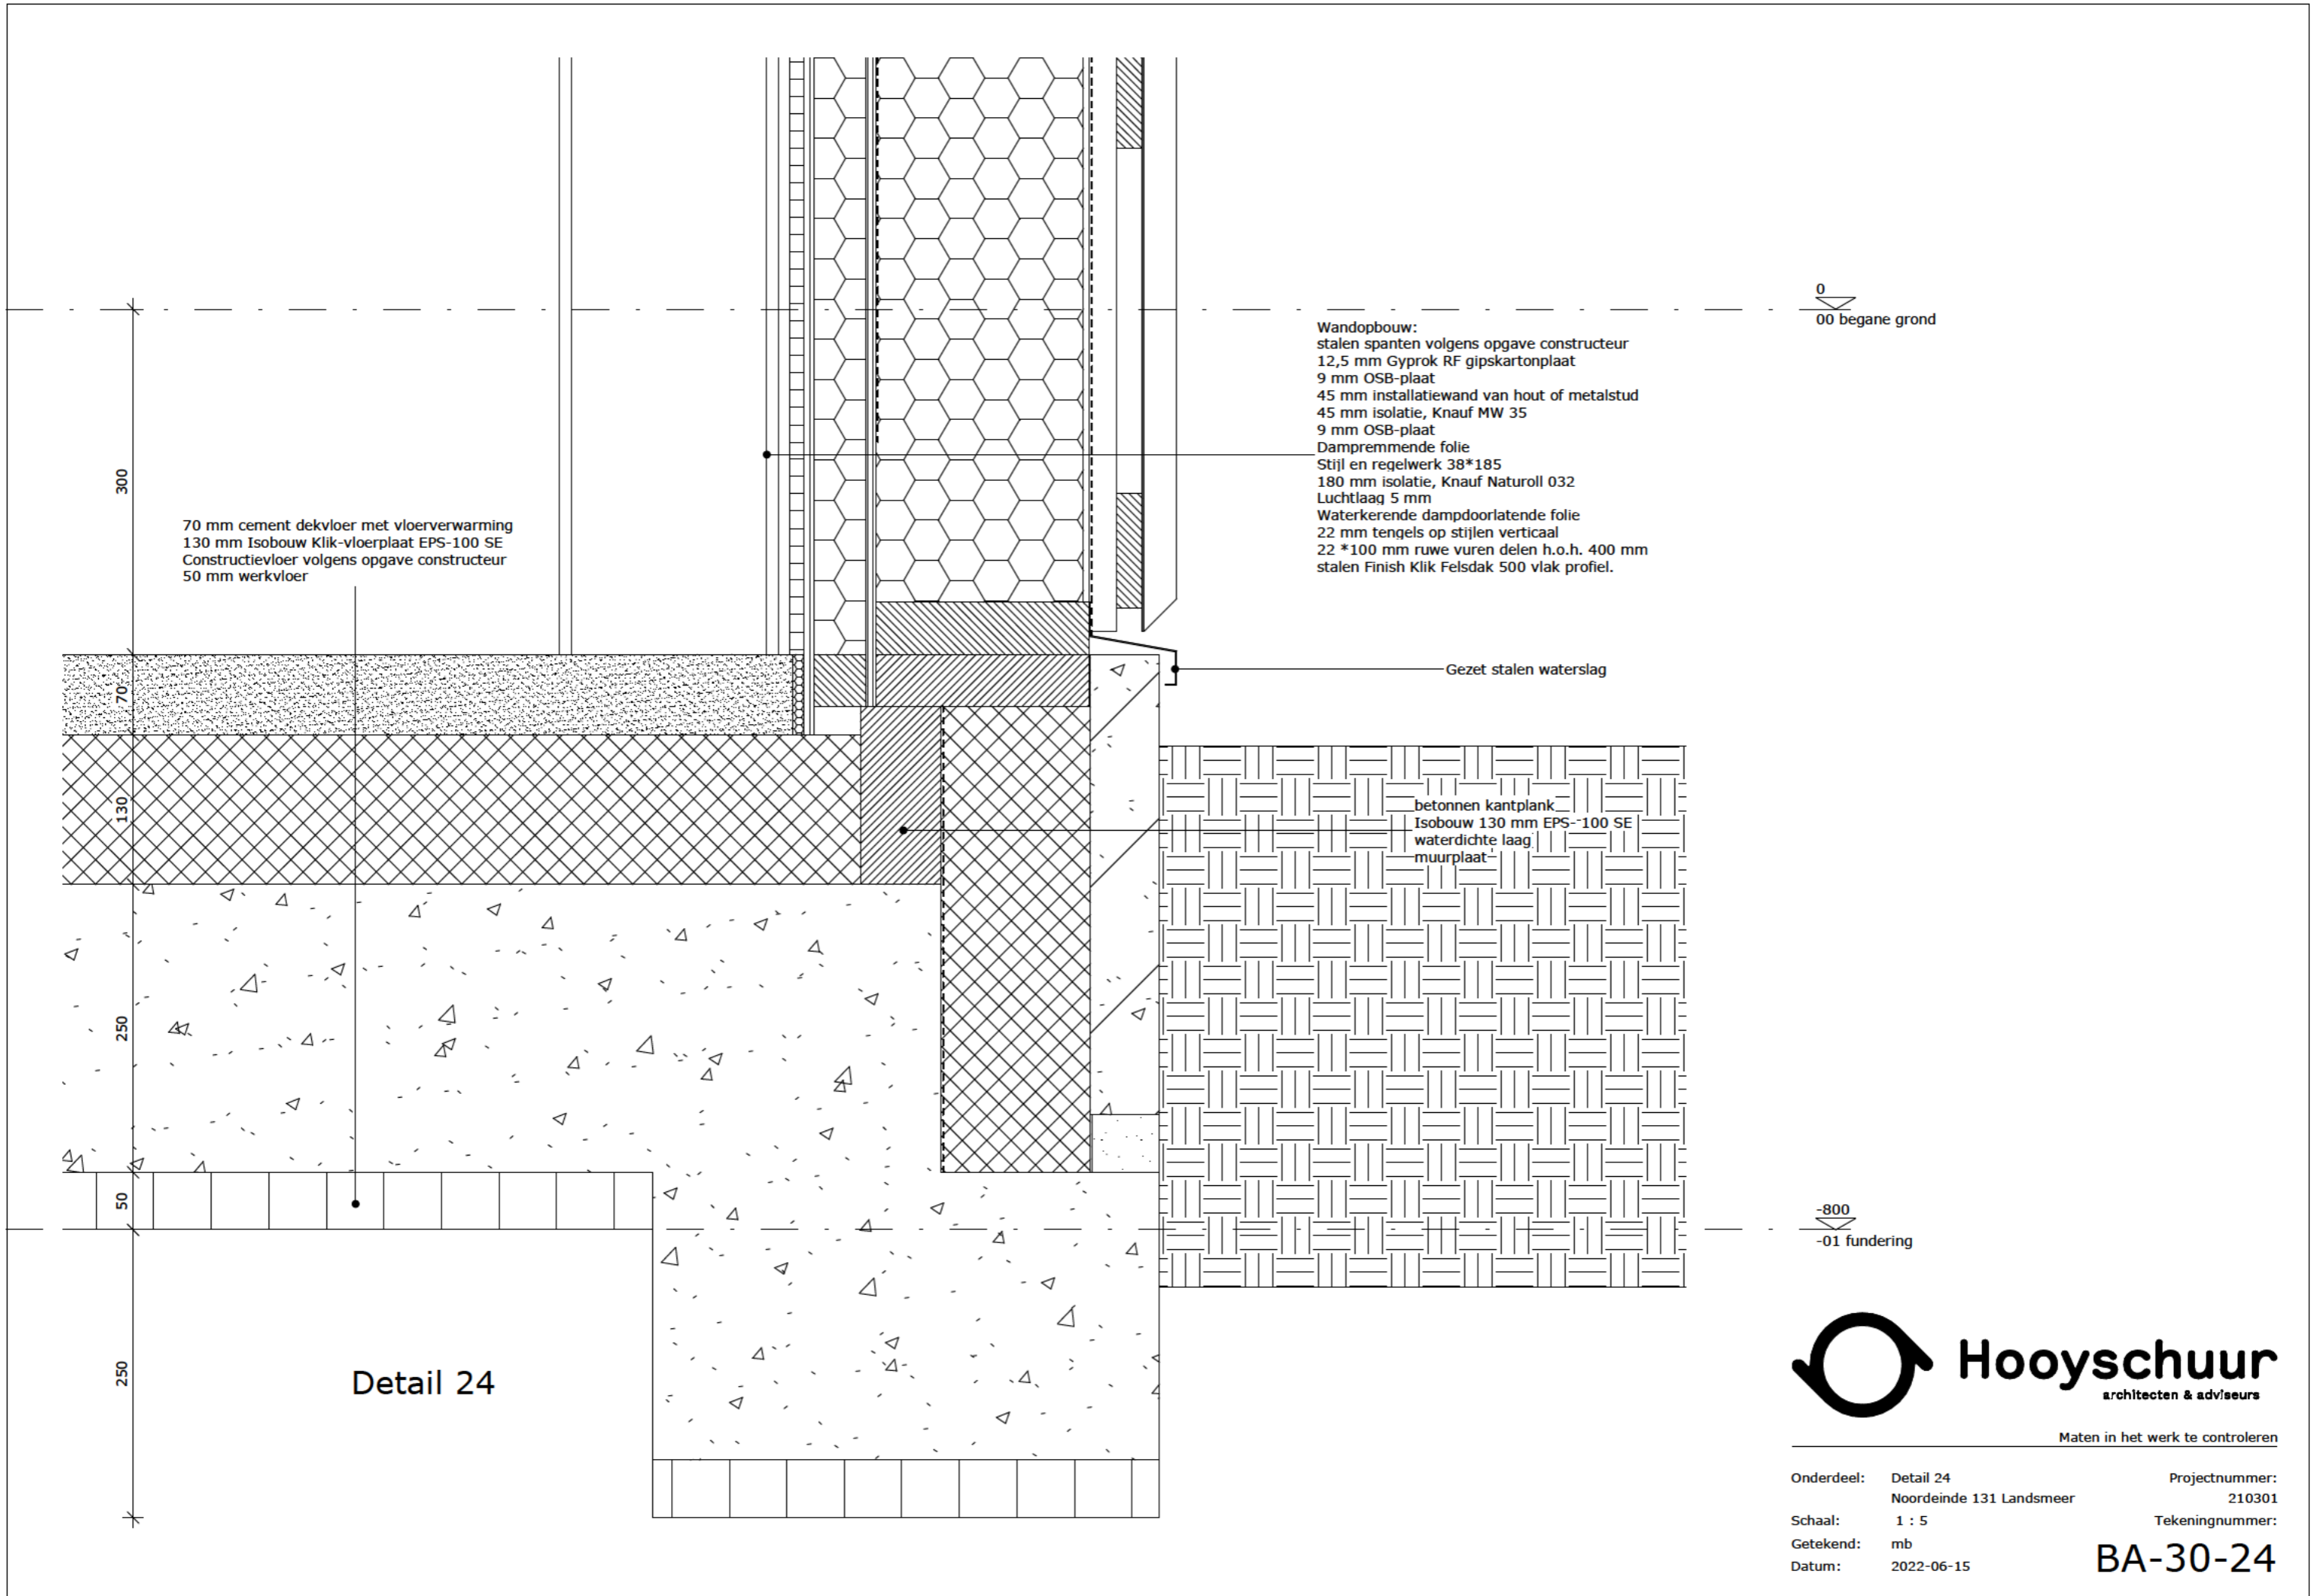 0
00 begane grond
Wandopbouw:
stalen spanten volgens opgave constructeur
12,5 mm Gyprok RF gipskartonplaat
9 mm OSB-plaat
45 mm installatiewand van hout of metalstud
45 mm isolatie, Knauf MW 35
9 mm OSB-plaat
Dampremmende folie
Stijl en regelwerk 38*185
180 mm isolatie, Knauf Naturoll 032
Luchtlaag 5 mm
Waterkerende dampdoorlatende folie
22 mm tengels op stijlen verticaal
22 *100 mm ruwe vuren delen h.o.h. 400 mm
stalen Finish Klik Felsdak 500 vlak profiel.
300
70 mm cement dekvloer met vloerverwarming
130 mm Isobouw Klik-vloerplaat EPS-100 SE
Constructievloer volgens opgave constructeur
50 mm werkvloer
Gezet stalen waterslag
70
130
betonnen kantplank
Isobouw 130 mm EPS-100 SE
waterdichte laag
muurplaat
250
50
-800
-01 fundering
250
Detail 24
Hooyschuur
architecten & adviseurs
Maten in het werk te controleren
Onderdeel: Detail 24 Projectnummer:
Noordeinde 131 Landsmeer 210301
Schaal: 1 : 5 Tekeningnummer:
Getekend: mb
Datum: 2022-06-15 BA-30-24